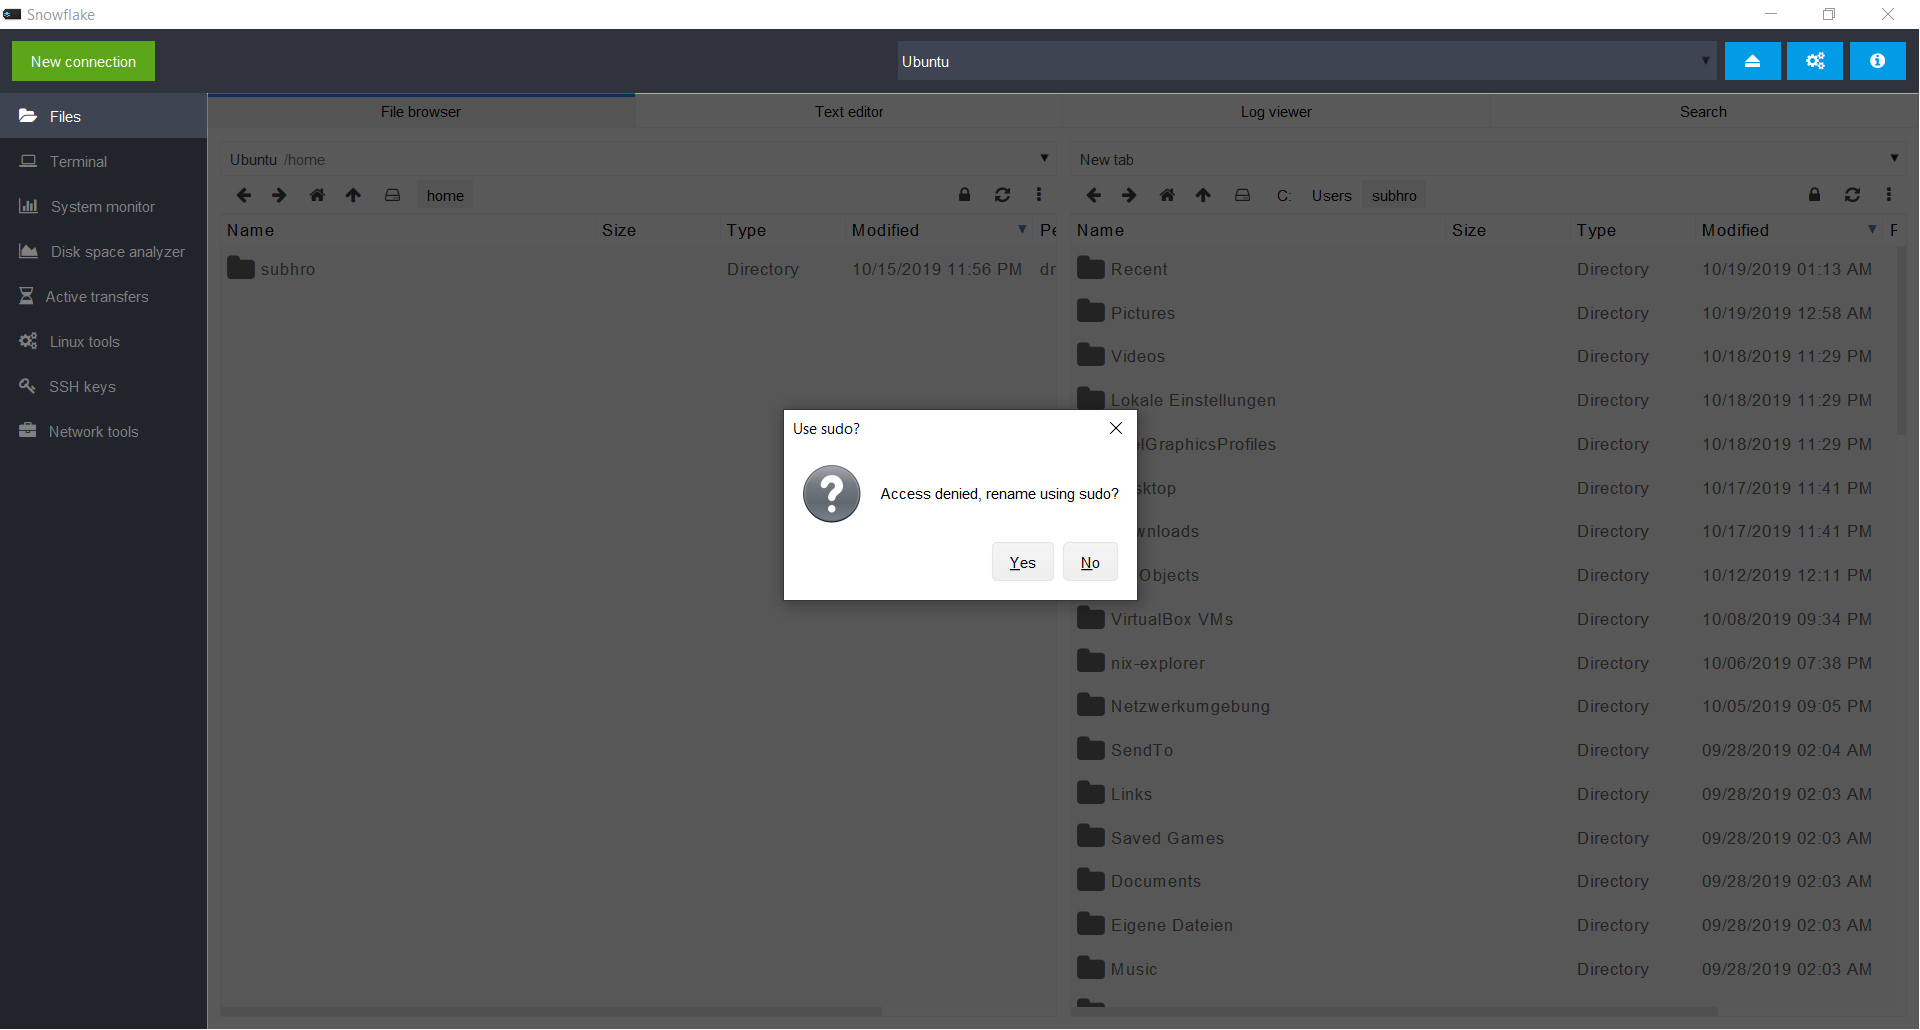 Snowflake
New connection
Ubuntu
Files
Terminal
System monitor
Disk space analyzer
Active transfers
Linux tools
SSH keys
Network tools
File browser
Text editor
Log viewer
Search
Ubuntu /home
home
Name Size Type Modified Pe
subhro Directory 10/15/2019 11:56 PM dr
New tab
C: Users subhro
Name Size Type Modified F
Recent Directory 10/19/2019 01:13 AM
Pictures Directory 10/19/2019 12:58 AM
Videos Directory 10/18/2019 11:29 PM
Lokale Einstellungen Directory 10/18/2019 11:29 PM
elGraphicsProfiles Directory 10/18/2019 11:29 PM
sktop Directory 10/17/2019 11:41 PM
wnloads Directory 10/17/2019 11:41 PM
Objects Directory 10/12/2019 12:11 PM
VirtualBox VMs Directory 10/08/2019 09:34 PM
nix-explorer Directory 10/06/2019 07:38 PM
Netzwerkumgebung Directory 10/05/2019 09:05 PM
SendTo Directory 09/28/2019 02:04 AM
Links Directory 09/28/2019 02:03 AM
Saved Games Directory 09/28/2019 02:03 AM
Documents Directory 09/28/2019 02:03 AM
Eigene Dateien Directory 09/28/2019 02:03 AM
Music Directory 09/28/2019 02:03 AM
Use sudo?
Access denied, rename using sudo?
Yes
No